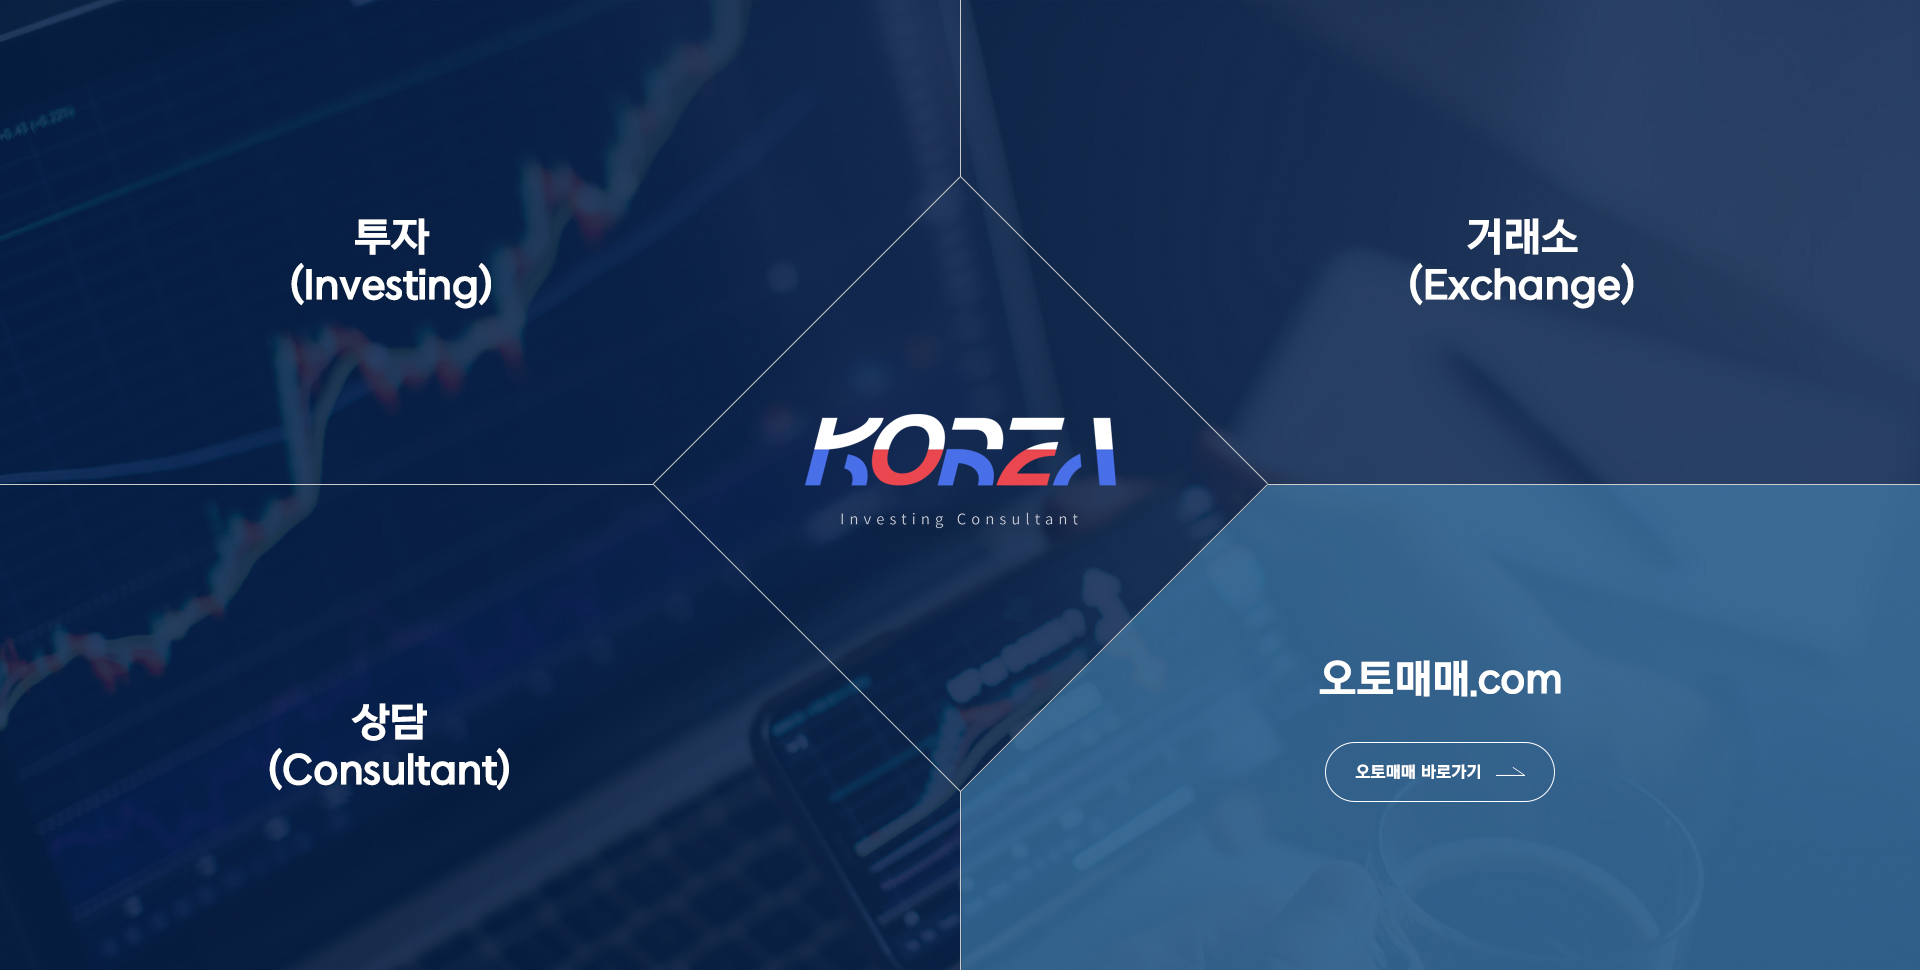 투자
(Investing)
거래소
(Exchange)
KOREA
Investing Consultant
상담
(Consultant)
오토매매.com
오토매매 바로가기